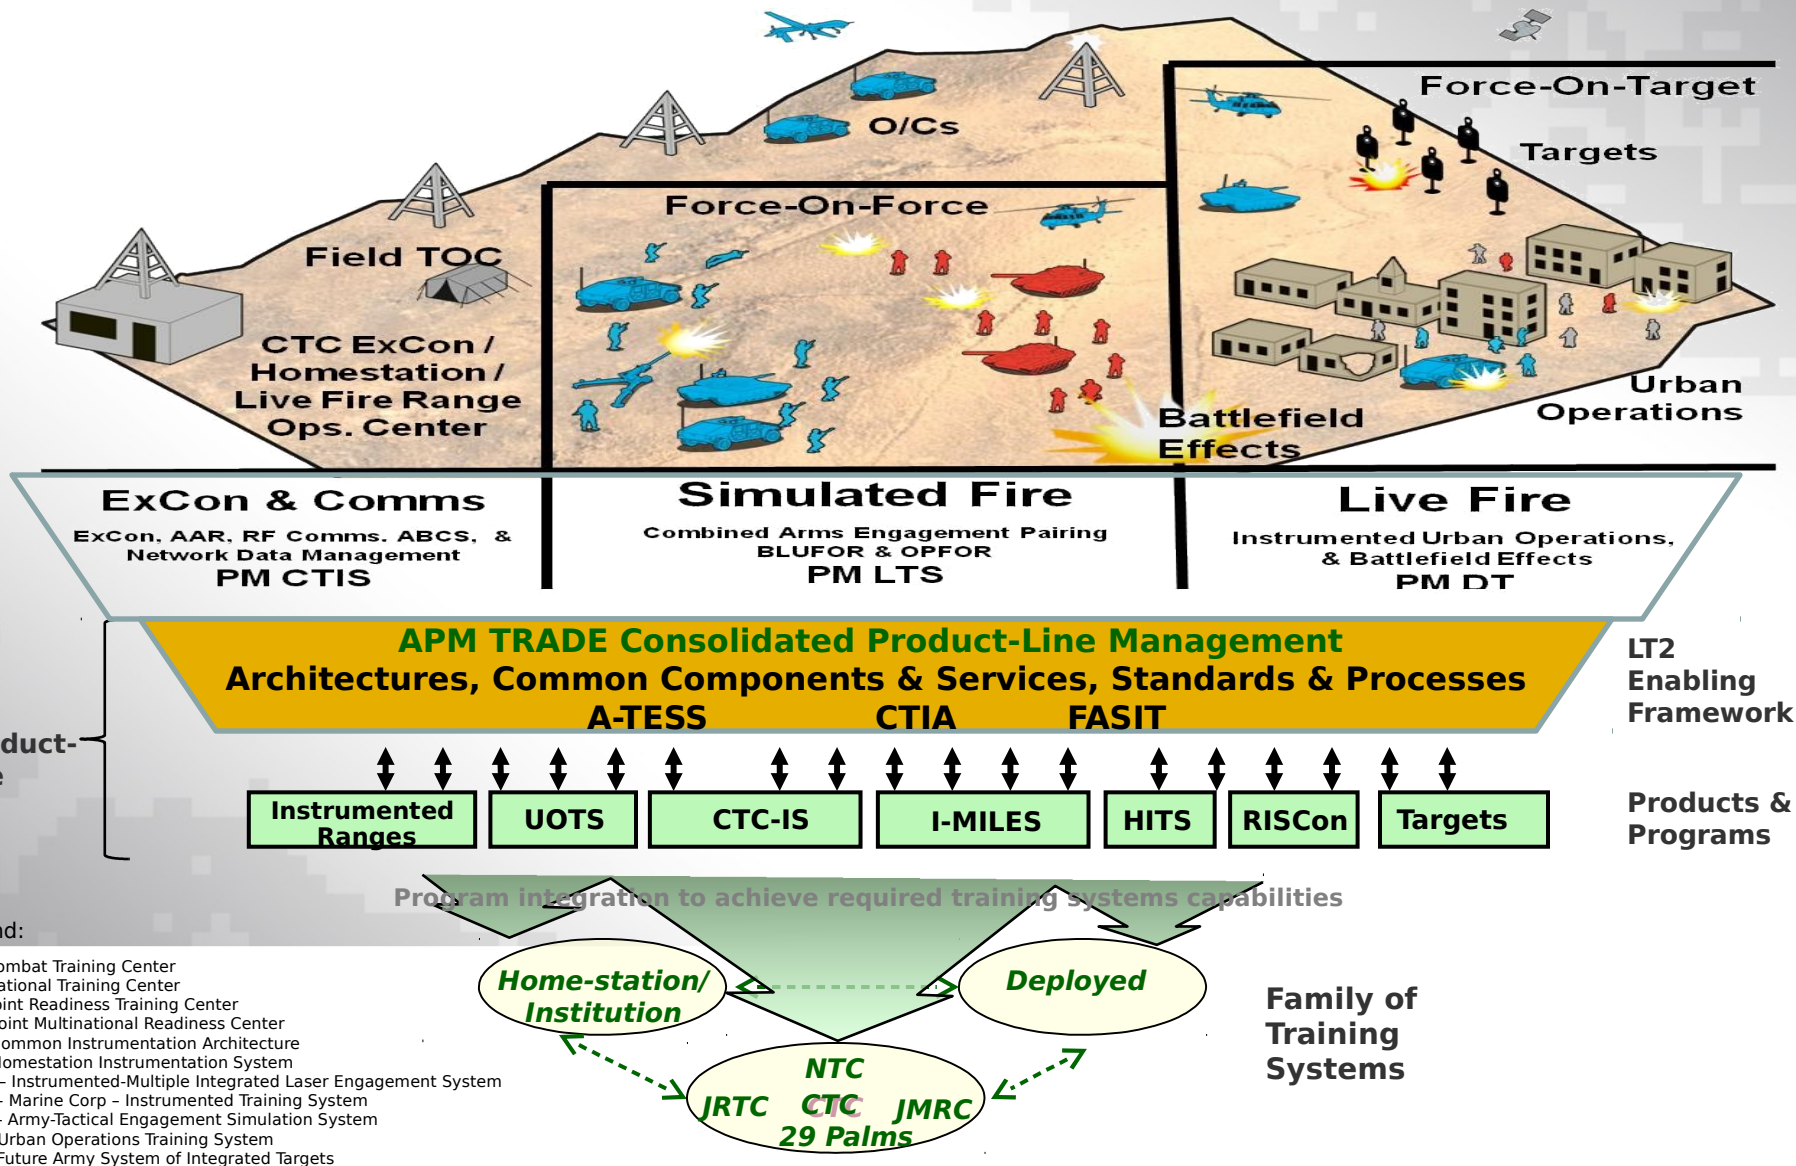 Force-On-Target
O/Cs
Targets
Force-On-Force
Field TOC
CTC ExCon /
Homestation /
Live Fire Range
Ops. Center
Urban
Operations
Battlefield
Effects
ExCon & Comms
ExCon, AAR, RF Comms. ABCS, &
Network Data Management
PM CTIS
Simulated Fire
Combined Arms Engagement Pairing
BLUFOR & OPFOR
PM LTS
Live Fire
Instrumented Urban Operations,
& Battlefield Effects
PM DT
APM TRADE Consolidated Product-Line Management
Architectures, Common Components & Services, Standards & Processes
A-TESS CTIA FASIT
LT2
Enabling
Framework
duct-
e
Instrumented
Ranges
UOTS
CTC-IS
I-MILES
HITS
RISCon
Targets
Products &
Programs
Program integration to achieve required training systems capabilities
Home-station/
Institution
Deployed
NTC
JRTC CTC JMRC
29 Palms
Family of
Training
Systems
nd:
ombat Training Center
ational Training Center
oint Readiness Training Center
oint Multinational Readiness Center
ommon Instrumentation Architecture
omestation Instrumentation System
– Instrumented-Multiple Integrated Laser Engagement System
- Marine Corp – Instrumented Training System
- Army-Tactical Engagement Simulation System
Urban Operations Training System
Future Army System of Integrated Targets